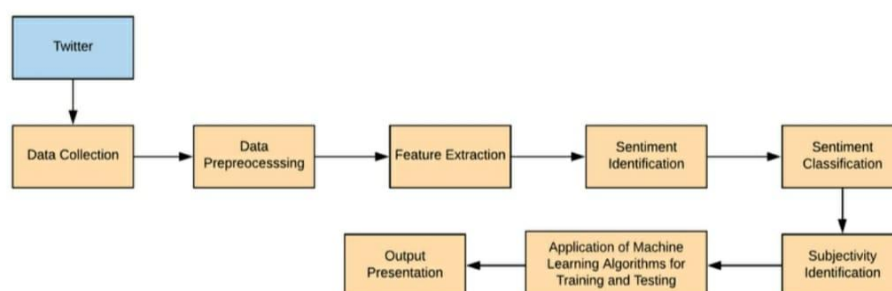 Twitter
Data Collection
Data
Prepreocesssing
Feature Extraction
Sentiment
Identification
Sentiment
Classification
Subjectivity
Identification
Application of Machine
Learning Algorithms for
Training and Testing
Output
Presentation